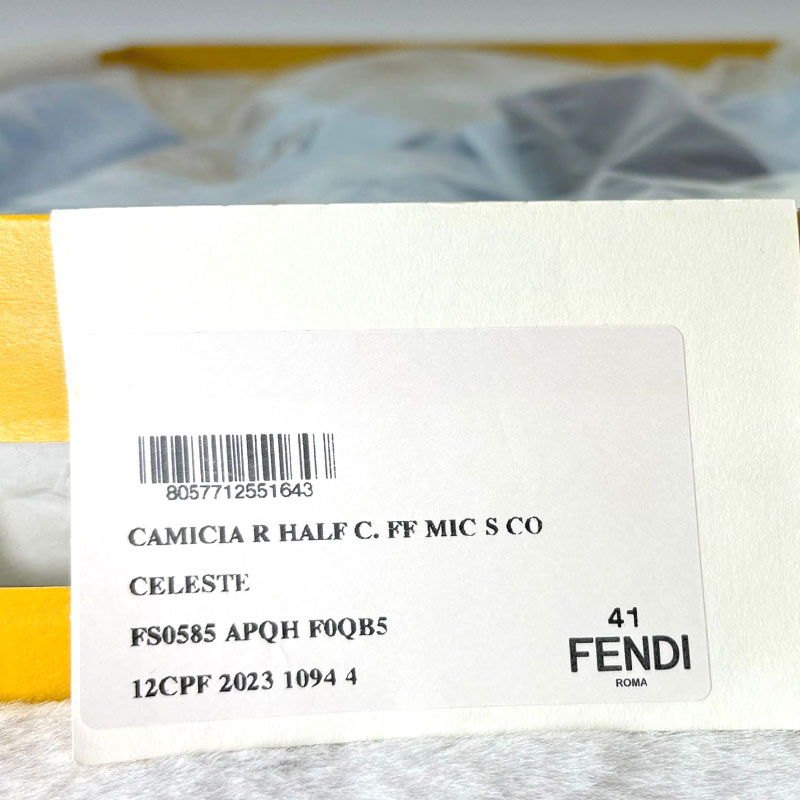 8057712551643
CAMICIA R HALF C. FF MIC S CO
CELESTE
FS0585 APQH F0QB5
12CPF 2023 1094 4
41
FENDI
ROMA